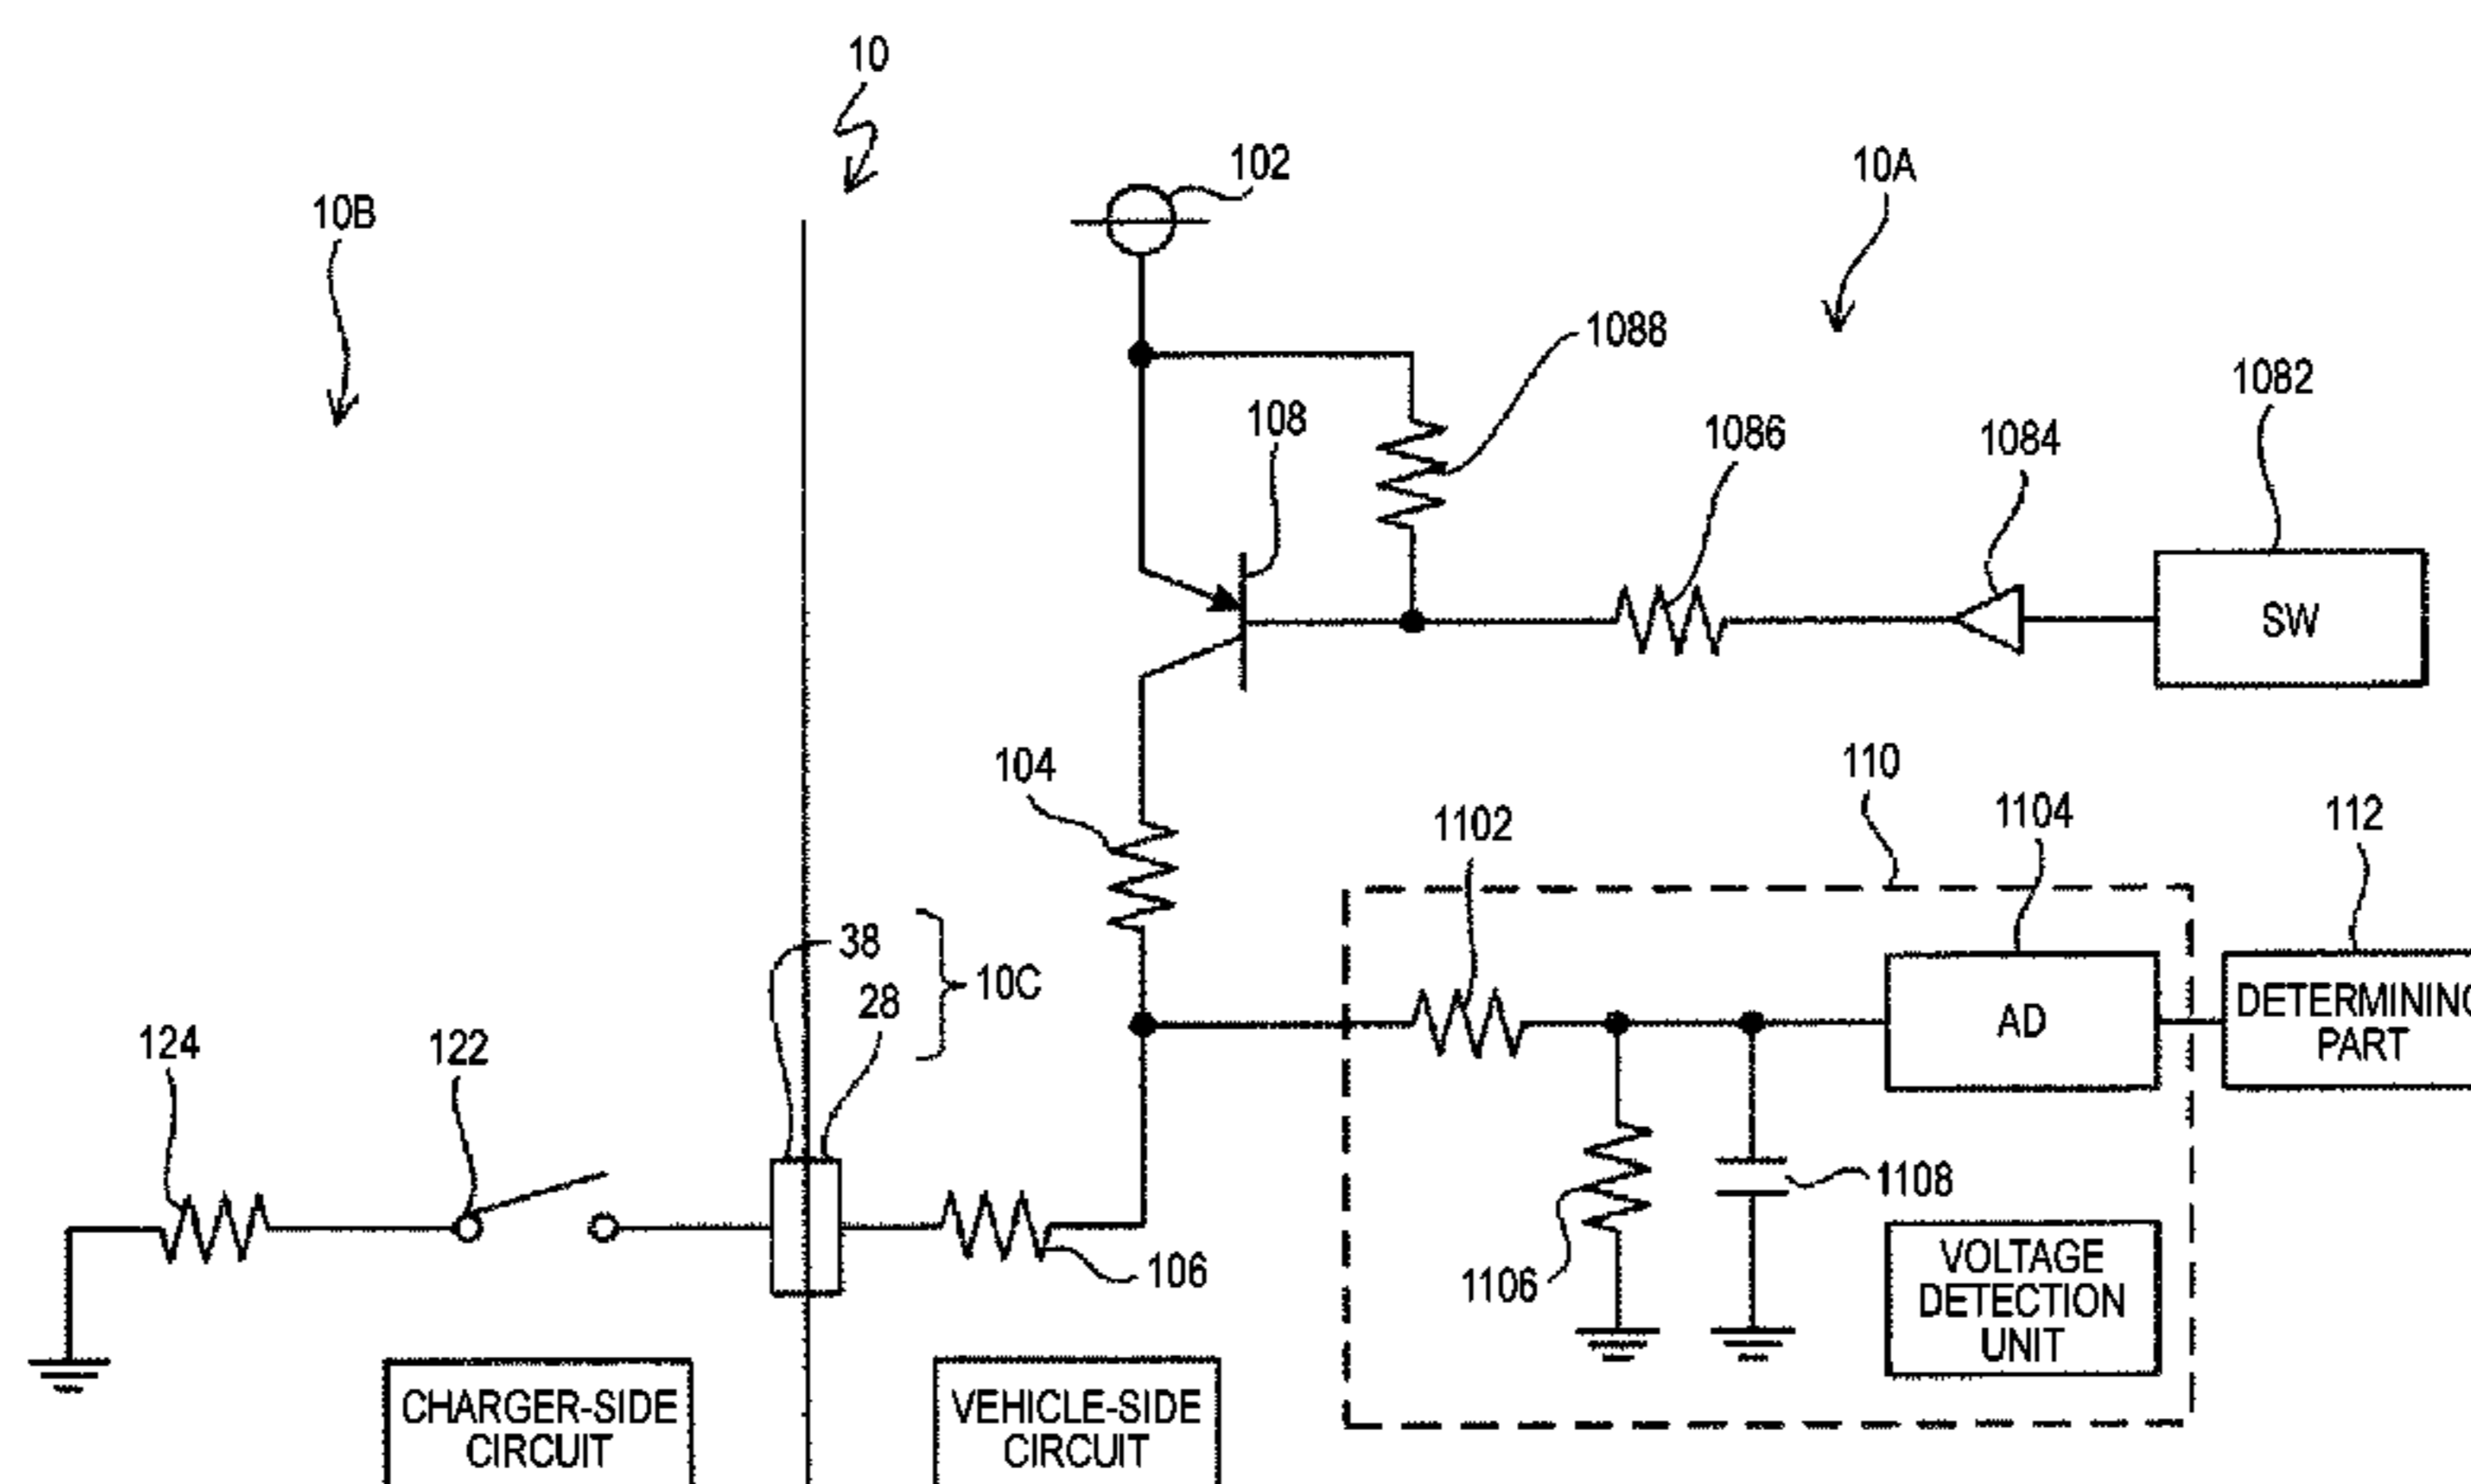 10
102
10A
10B
1088
1082
108
1086
1084
SW
104
110
1102
1104
112
38
10C
28
DETERMINING
PART
AD
124
122
1108
106
1106
VOLTAGE
DETECTION
UNIT
CHARGER-SIDE
CIRCUIT
VEHICLE-SIDE
CIRCUIT